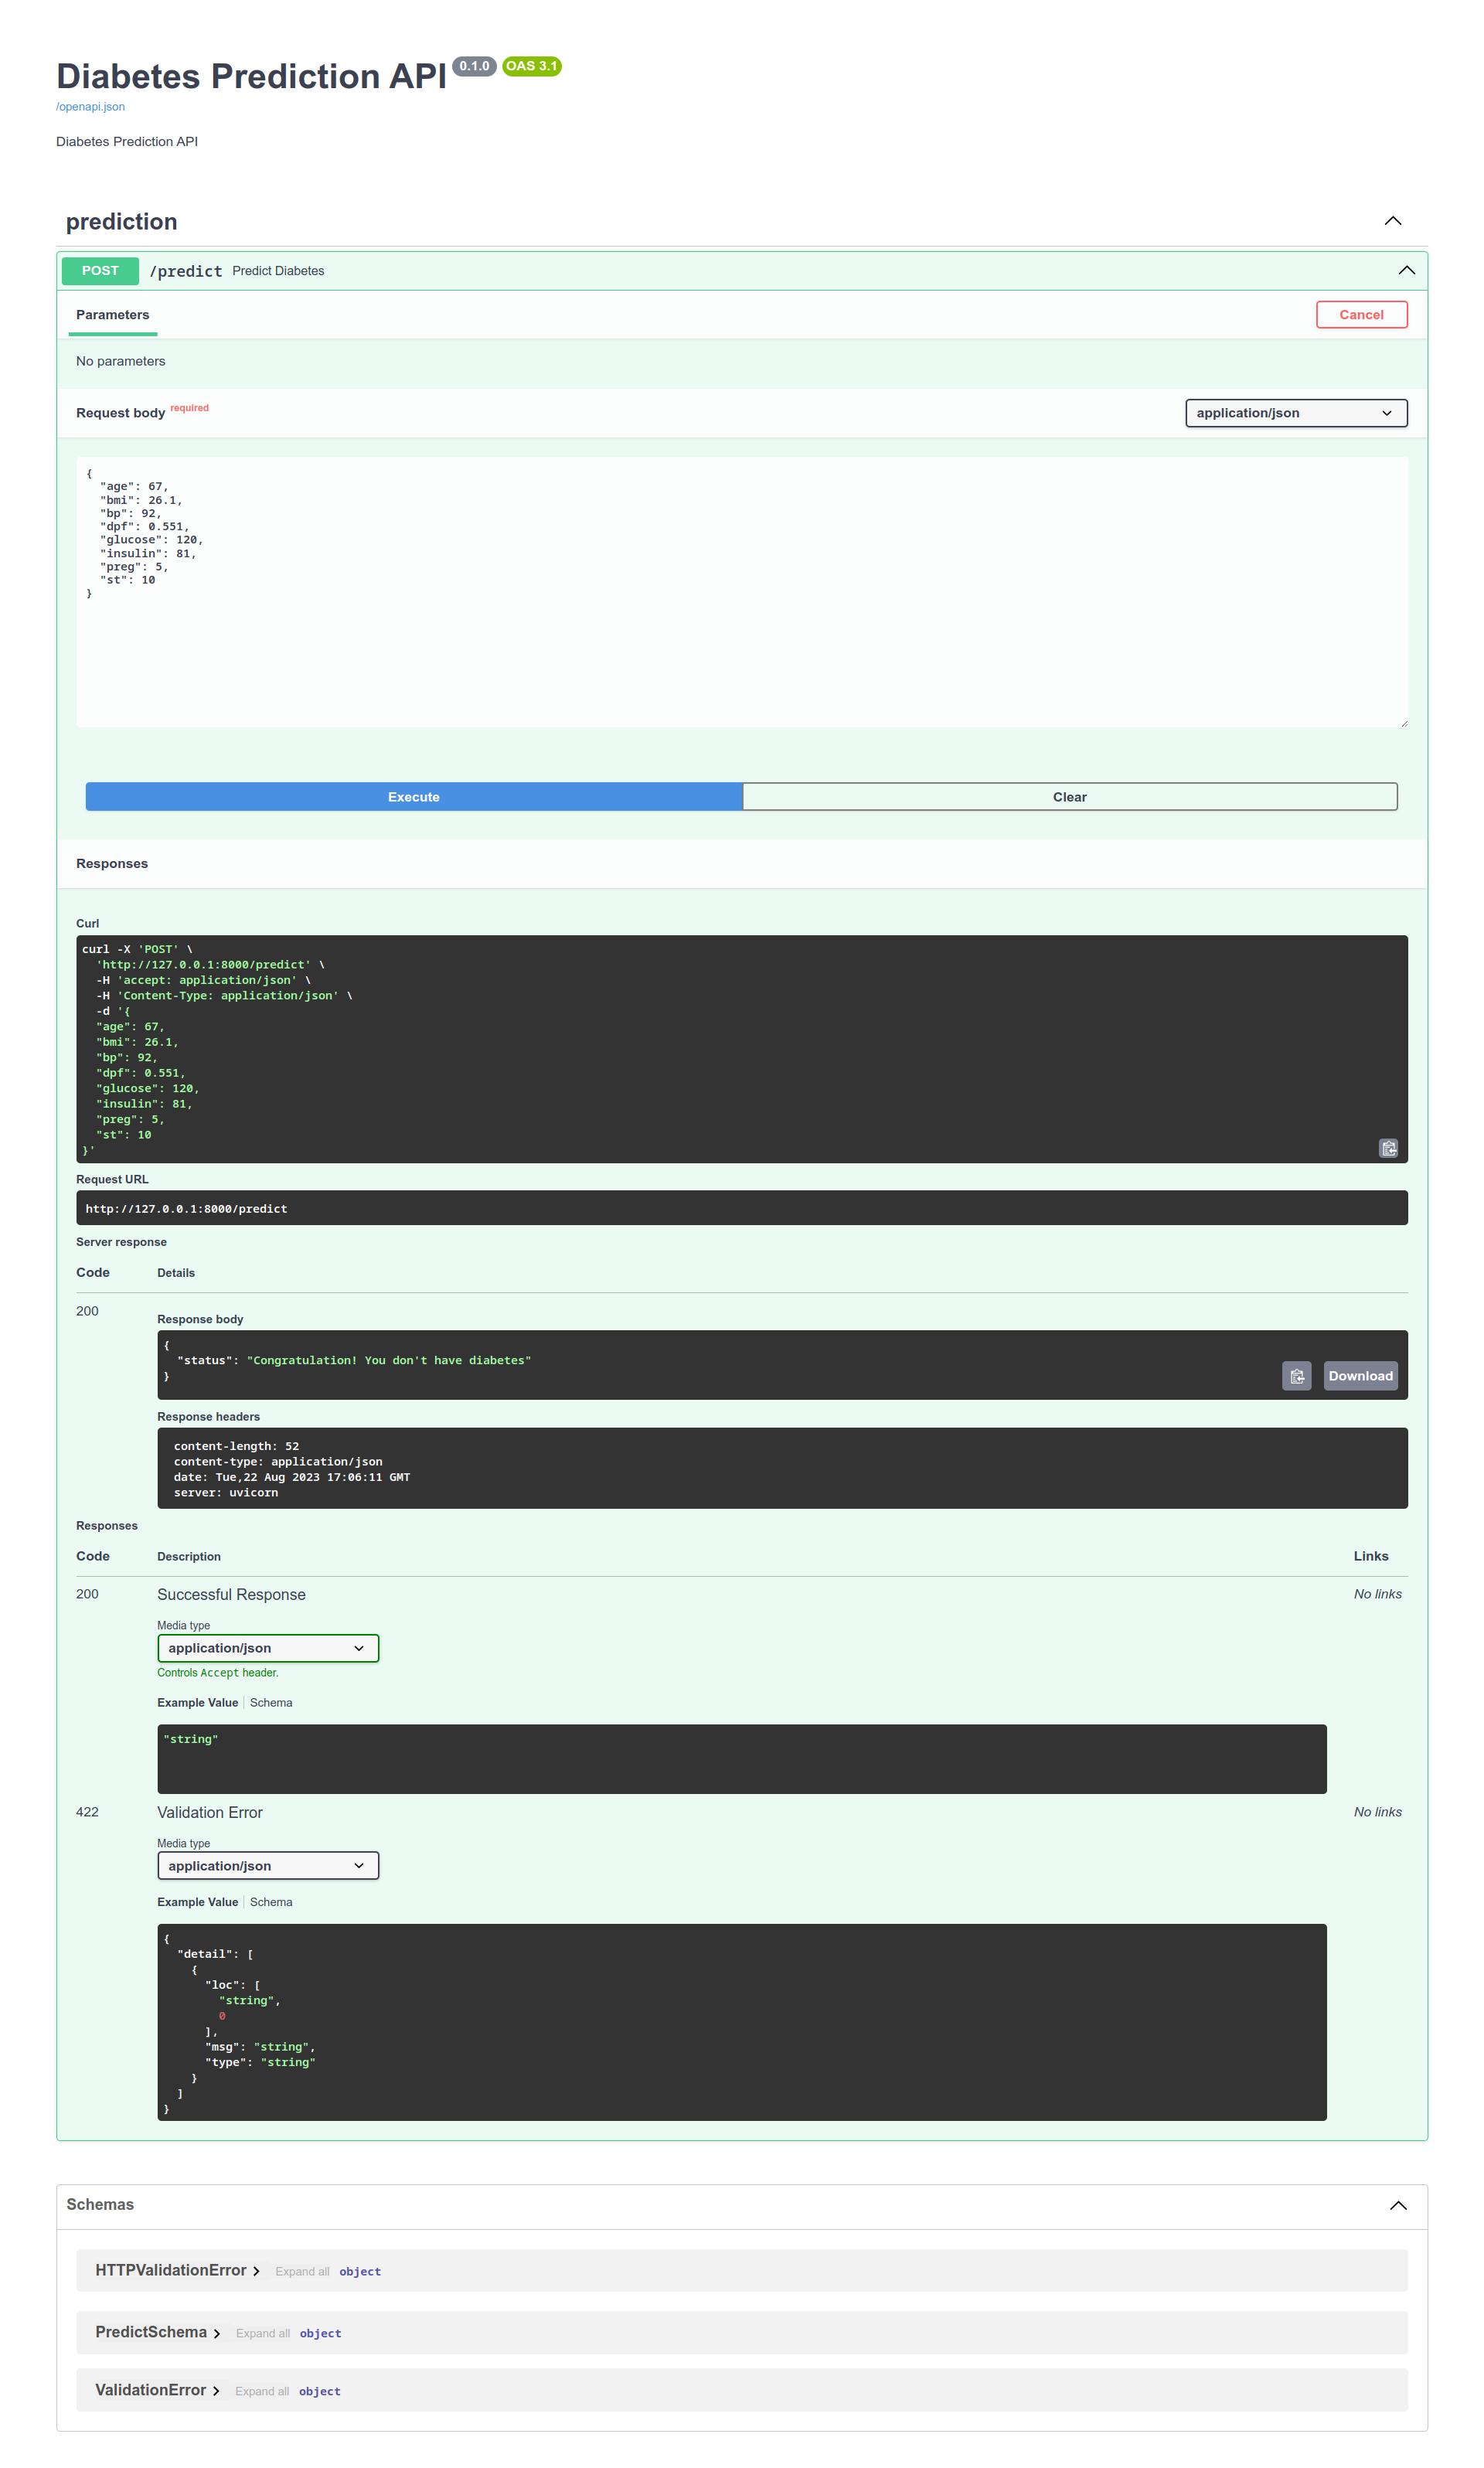 Diabetes Prediction API 0.1.0 OAS 3.1
/openapi.json
Diabetes Prediction API
prediction
POST /predict Predict Diabetes
Parameters Cancel
No parameters
Request body required application/json
{
  "age": 67,
  "bmi": 26.1,
  "bp": 92,
  "dpf": 0.551,
  "glucose": 120,
  "insulin": 81,
  "preg": 5,
  "st": 10
}
Execute Clear
Responses
Curl
curl -X 'POST' \
  'http://127.0.0.1:8000/predict' \
  -H 'accept: application/json' \
  -H 'Content-Type: application/json' \
  -d '{
  "age": 67,
  "bmi": 26.1,
  "bp": 92,
  "dpf": 0.551,
  "glucose": 120,
  "insulin": 81,
  "preg": 5,
  "st": 10
}'
Request URL
http://127.0.0.1:8000/predict
Server response
Code Details
200
Response body
{
  "status": "Congratulation! You don't have diabetes"
}
Download
Response headers
content-length: 52
content-type: application/json
date: Tue,22 Aug 2023 17:06:11 GMT
server: uvicorn
Responses
Code Description Links
200 Successful Response No links
Media type
application/json
Controls Accept header.
Example Value Schema
"string"
422 Validation Error No links
Media type
application/json
Example Value Schema
{
  "detail": [
    {
      "loc": [
        "string",
        0
      ],
      "msg": "string",
      "type": "string"
    }
  ]
}
Schemas
HTTPValidationError Expand all object
PredictSchema Expand all object
ValidationError Expand all object